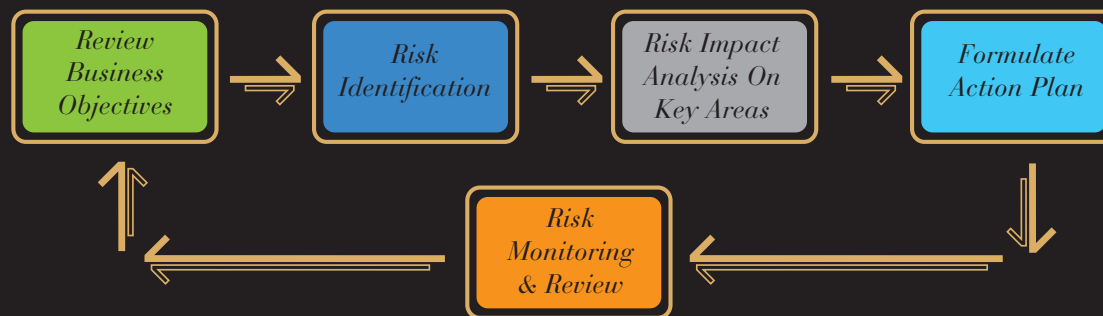 Review
Business
Objectives
Risk
Identification
Risk Impact
Analysis On
Key Areas
Formulate
Action Plan
Risk
Monitoring
& Review